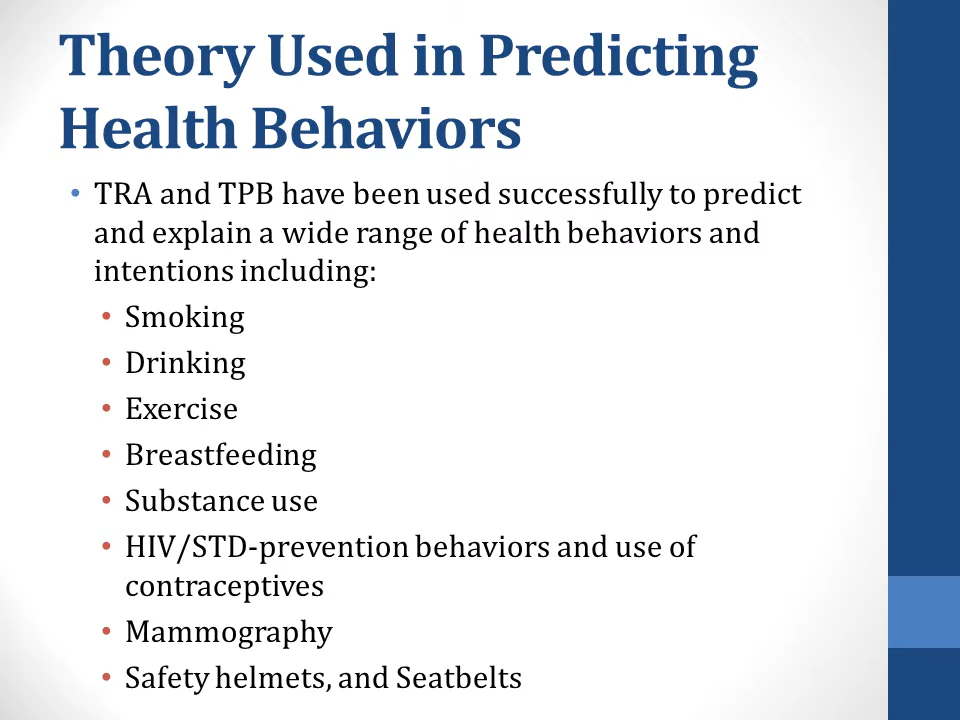 Theory Used in Predicting
Health Behaviors
• TRA and TPB have been used successfully to predict
and explain a wide range of health behaviors and
intentions including:
• Smoking
• Drinking
• Exercise
• Breastfeeding
• Substance use
• HIV/STD-prevention behaviors and use of
contraceptives
• Mammography
• Safety helmets, and Seatbelts